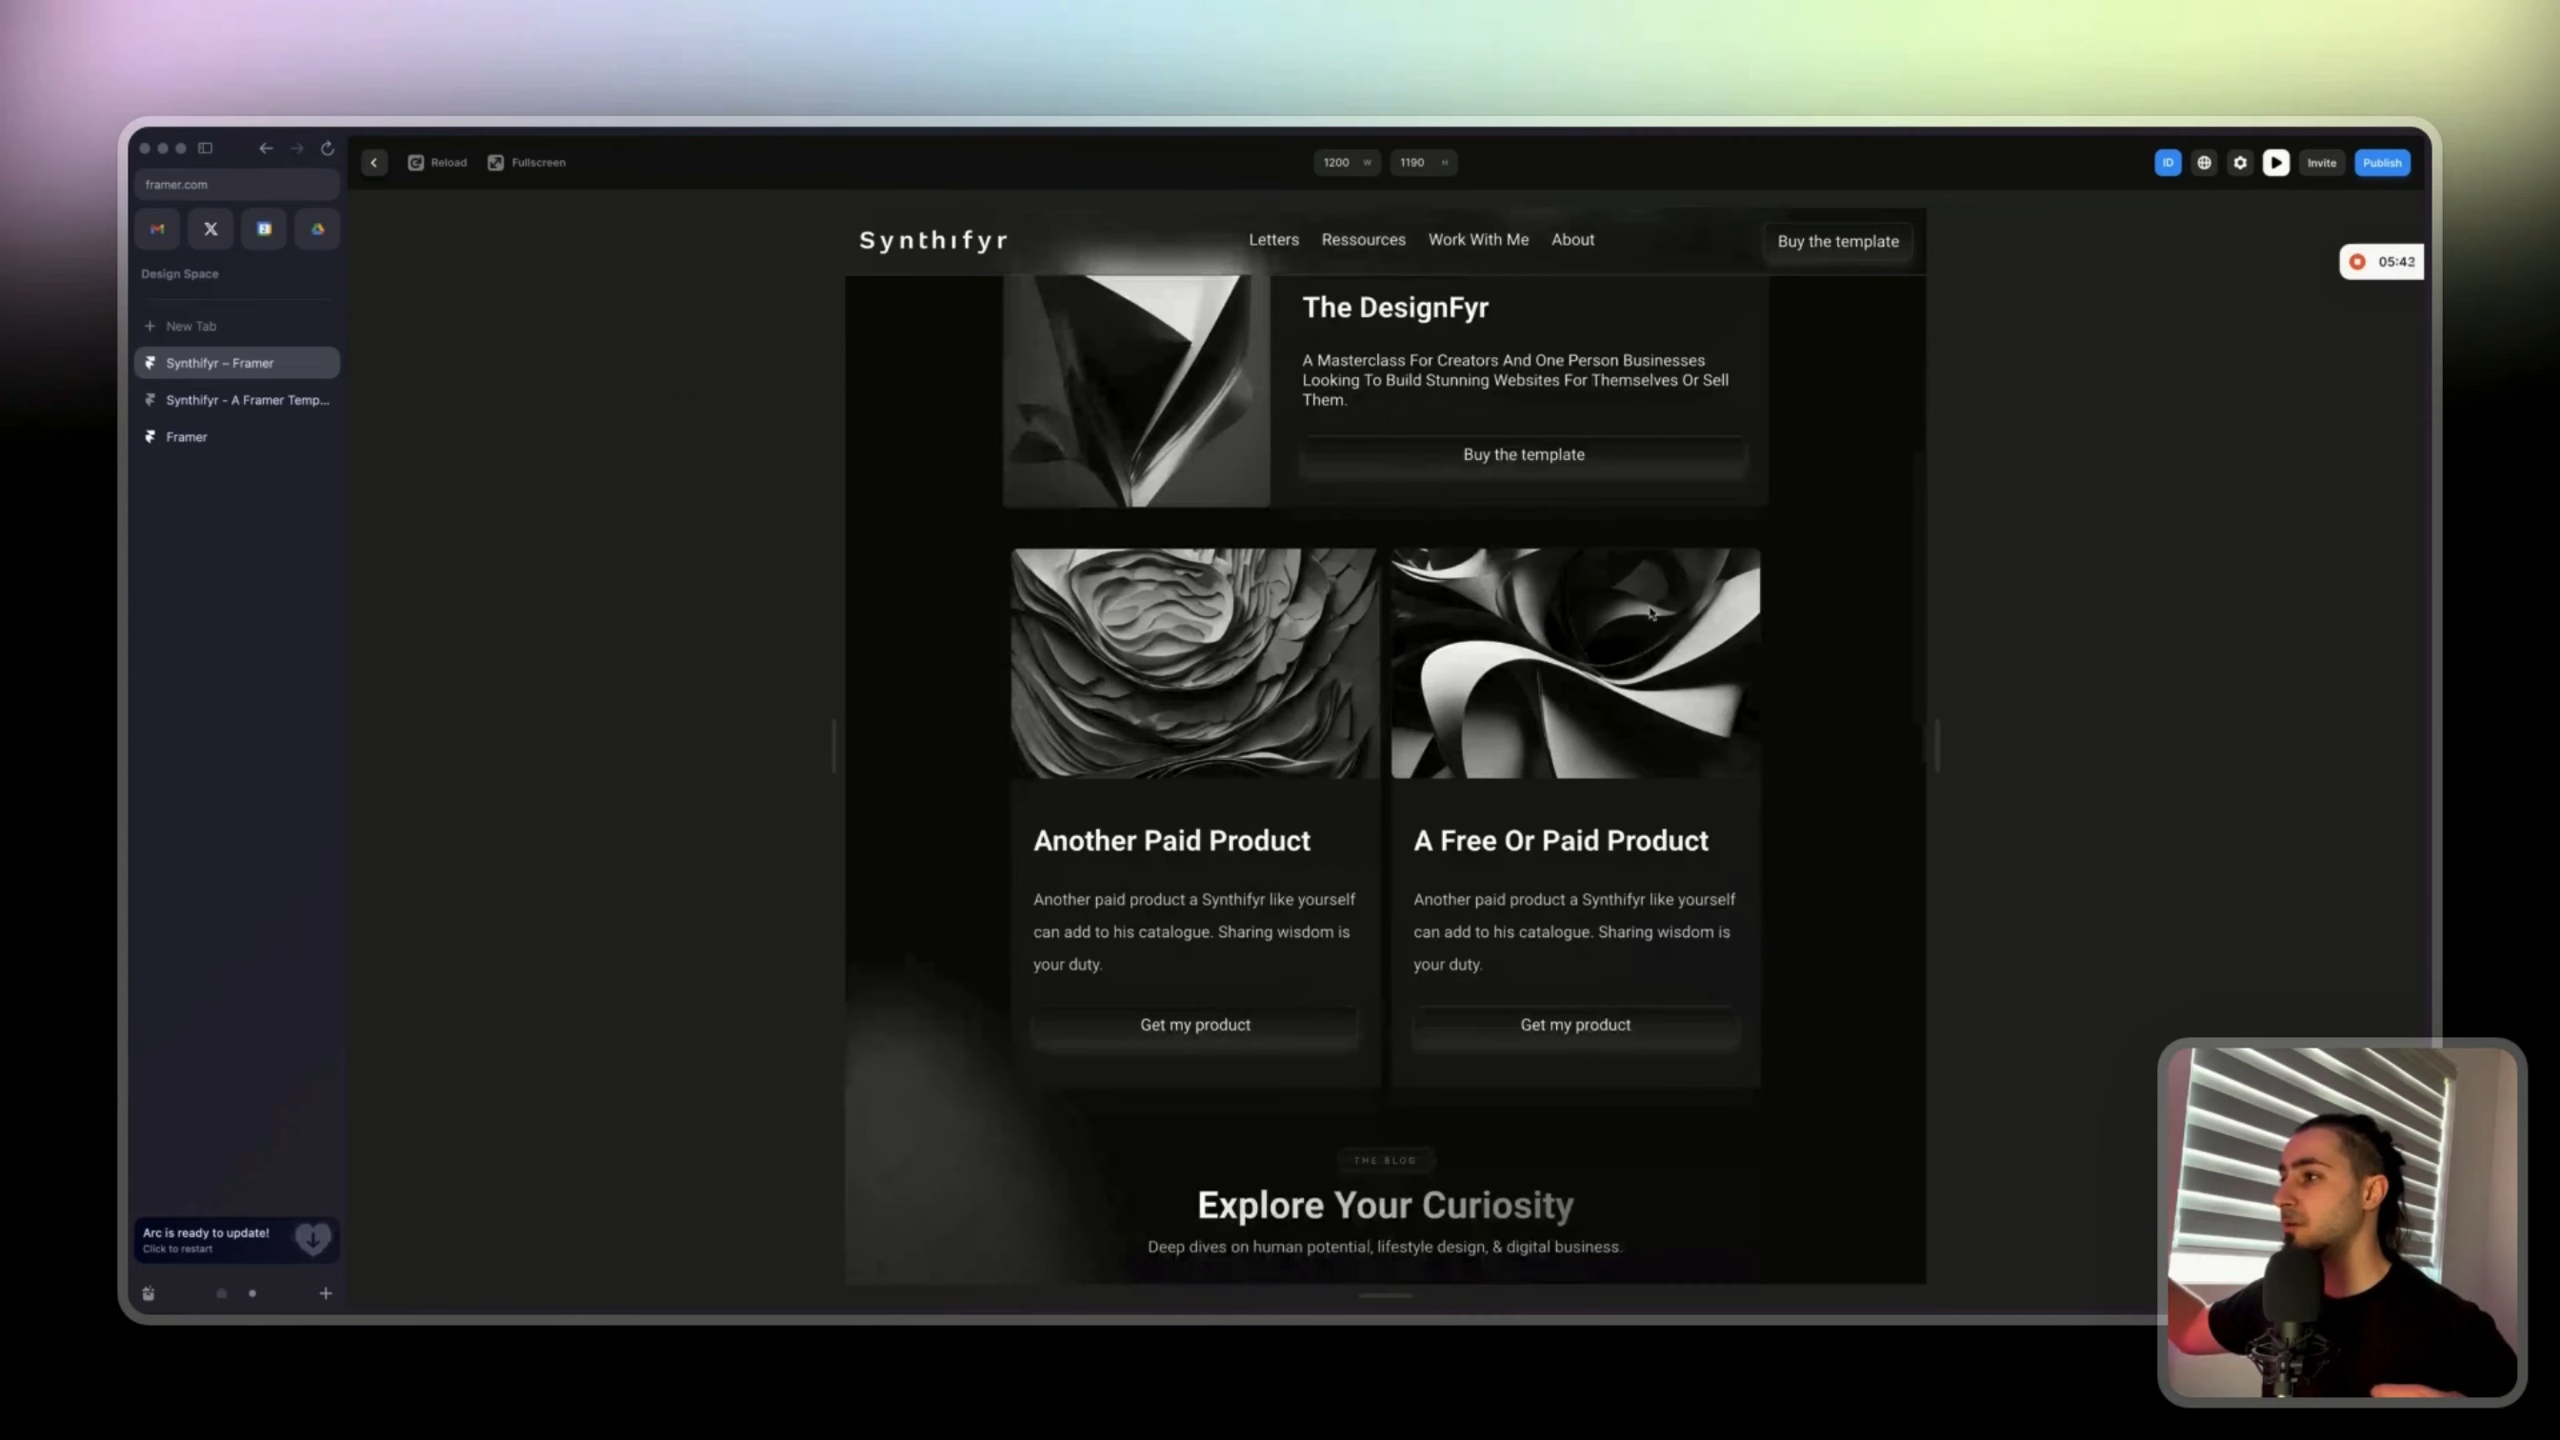 framer.com
Design Space
New Tab
Synthifyr – Framer
Synthifyr - A Framer Temp...
Framer
Arc is ready to update!
Click to restart
Reload
Fullscreen
1200 W
1190 H
ID
Invite
Publish
05:42
Synthifyr
Letters
Ressources
Work With Me
About
Buy the template
The DesignFyr
A Masterclass For Creators And One Person Businesses
Looking To Build Stunning Websites For Themselves Or Sell
Them.
Buy the template
Another Paid Product
Another paid product a Synthifyr like yourself
can add to his catalogue. Sharing wisdom is
your duty.
Get my product
A Free Or Paid Product
Another paid product a Synthifyr like yourself
can add to his catalogue. Sharing wisdom is
your duty.
Get my product
THE BLOG
Explore Your Curiosity
Deep dives on human potential, lifestyle design, & digital business.